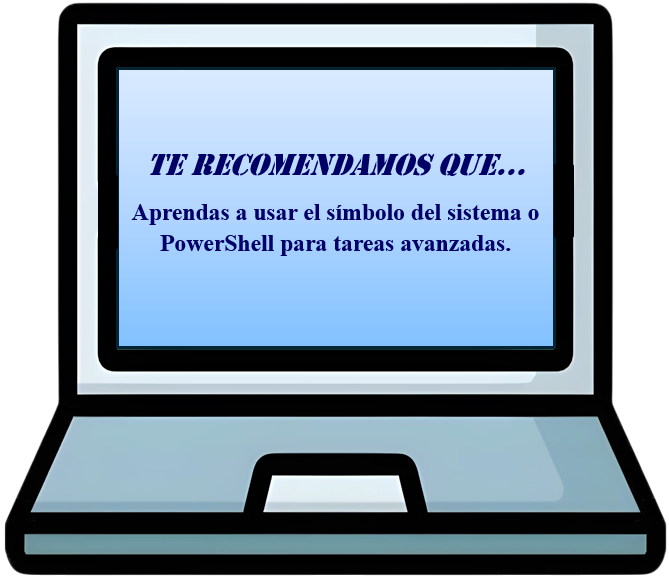 TE RECOMENDAMOS QUE...
Aprendas a usar el símbolo del sistema o
PowerShell para tareas avanzadas.